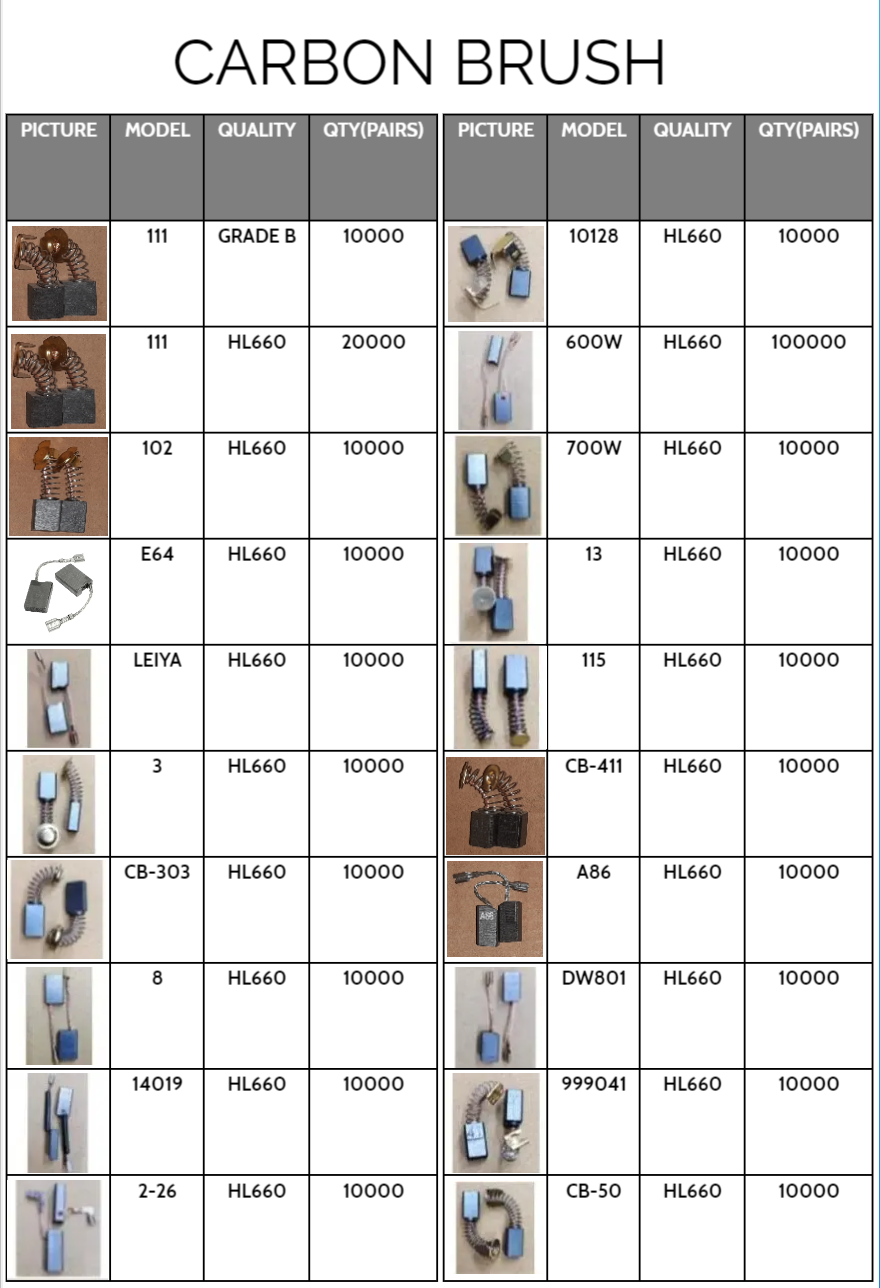 CARBON BRUSH
PICTURE MODEL QUALITY QTY(PAIRS) PICTURE MODEL QUALITY QTY(PAIRS)
111 GRADE B 10000 10128 HL660 10000
111 HL660 20000 600W HL660 100000
102 HL660 10000 700W HL660 10000
E64 HL660 10000 13 HL660 10000
LEIYA HL660 10000 115 HL660 10000
3 HL660 10000 CB-411 HL660 10000
CB-303 HL660 10000 A86 A86 HL660 10000
8 HL660 10000 DW801 HL660 10000
14019 HL660 10000 999041 HL660 10000
2-26 HL660 10000 CB-50 HL660 10000